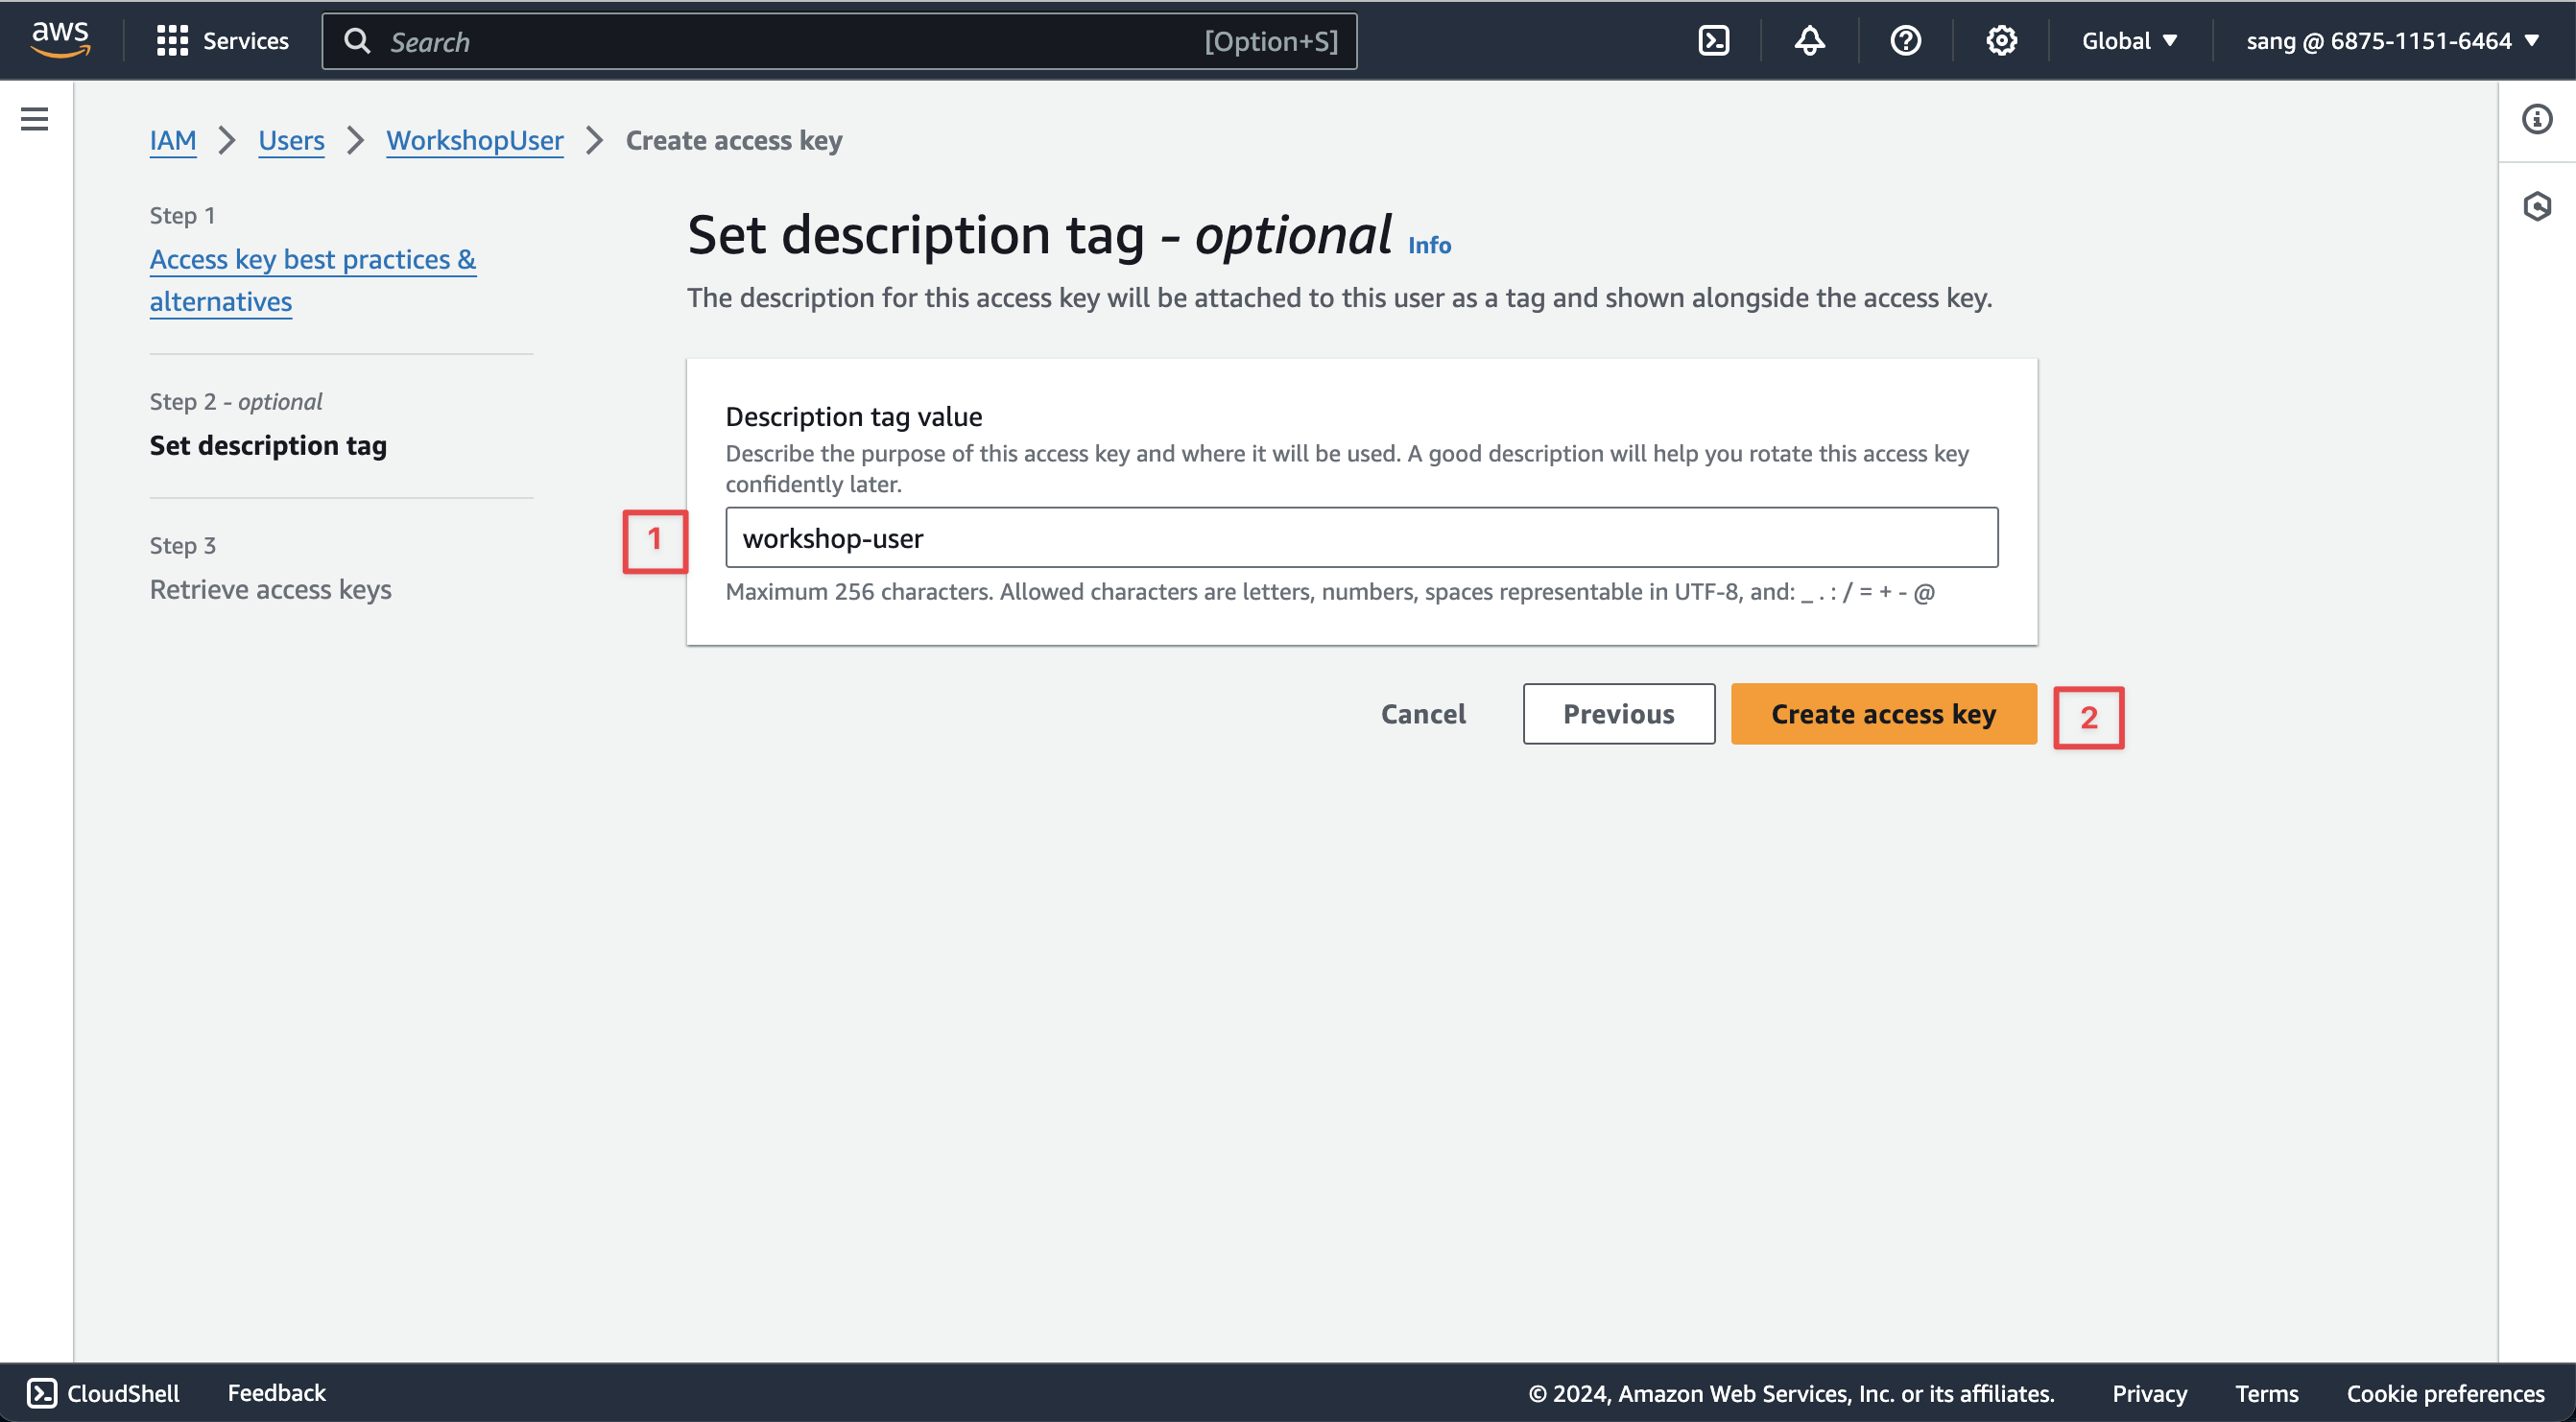 aws
Services
Search
[Option+S]
Global
sang @ 6875-1151-6464
IAM
Users
WorkshopUser
Create access key
Step 1
Access key best practices &
alternatives
Step 2 - optional
Set description tag
Step 3
Retrieve access keys
Set description tag - optional Info
The description for this access key will be attached to this user as a tag and shown alongside the access key.
Description tag value
Describe the purpose of this access key and where it will be used. A good description will help you rotate this access key
confidently later.
1
workshop-user
Maximum 256 characters. Allowed characters are letters, numbers, spaces representable in UTF-8, and: _ . : / = + - @
Cancel
Previous
Create access key
2
CloudShell
Feedback
© 2024, Amazon Web Services, Inc. or its affiliates.
Privacy
Terms
Cookie preferences